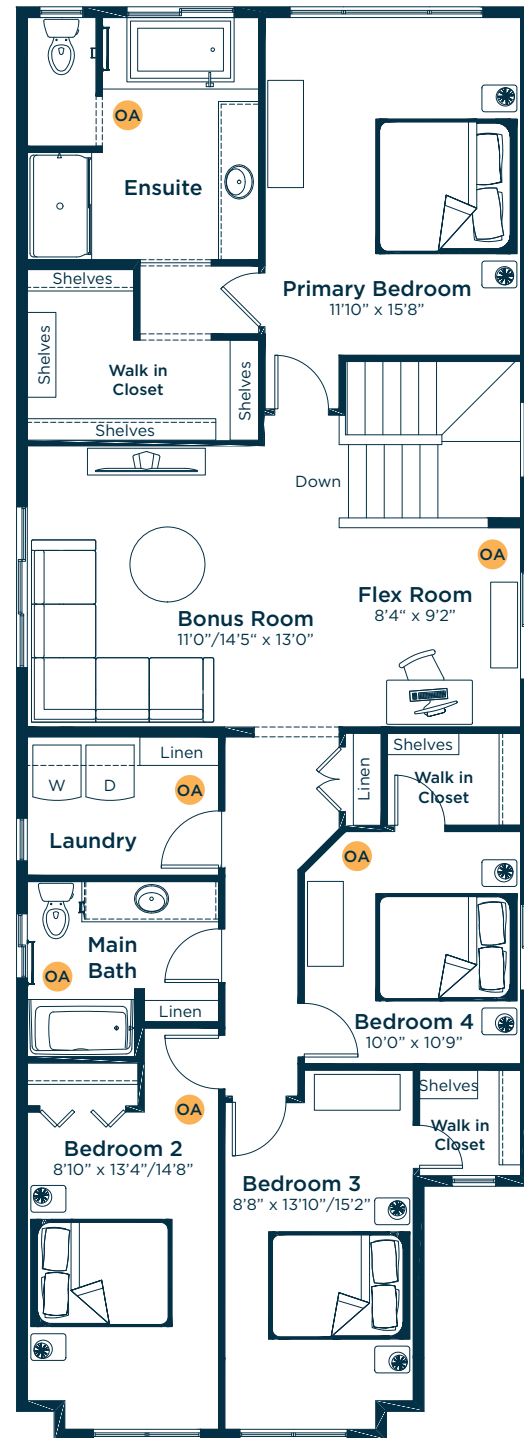 OA
Ensuite
Primary Bedroom
11'10" x 15'8"
Shelves
Shelves
Walk in
Closet
Shelves
Shelves
Down
OA
Flex Room
8'4“ x 9'2”
Bonus Room
11'0”/14'5“ x 13'0”
Linen
W
D
OA
Laundry
Linen
Shelves
Walk in
Closet
OA
Main
Bath
OA
Linen
Bedroom 4
10'0” x 10'9”
OA
Bedroom 2
8'10” x 13'4”/14'8”
Shelves
Walk in
Closet
Bedroom 3
8'8” x 13'10”/15'2”